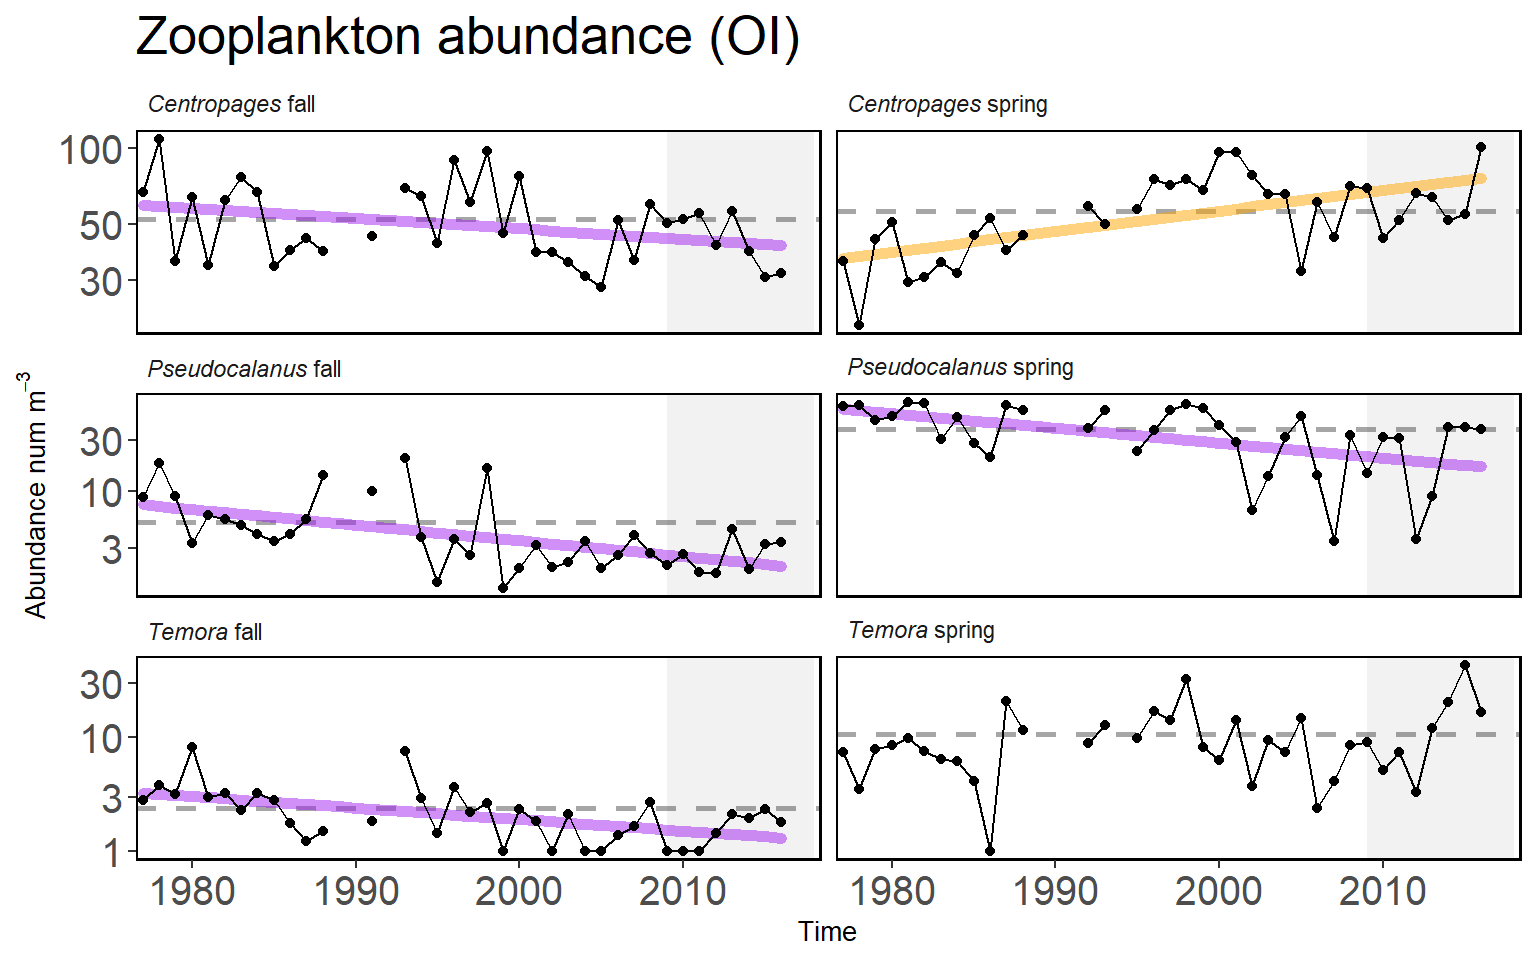 Zooplankton abundance (OI)
Centropages fall
Centropages spring
100
50
30
Pseudocalanus fall
Pseudocalanus spring
30
10
3
Temora fall
Temora spring
30
10
3
1
1980 1990 2000 2010
1980 1990 2000 2010
Time
Abundance num m⁻³